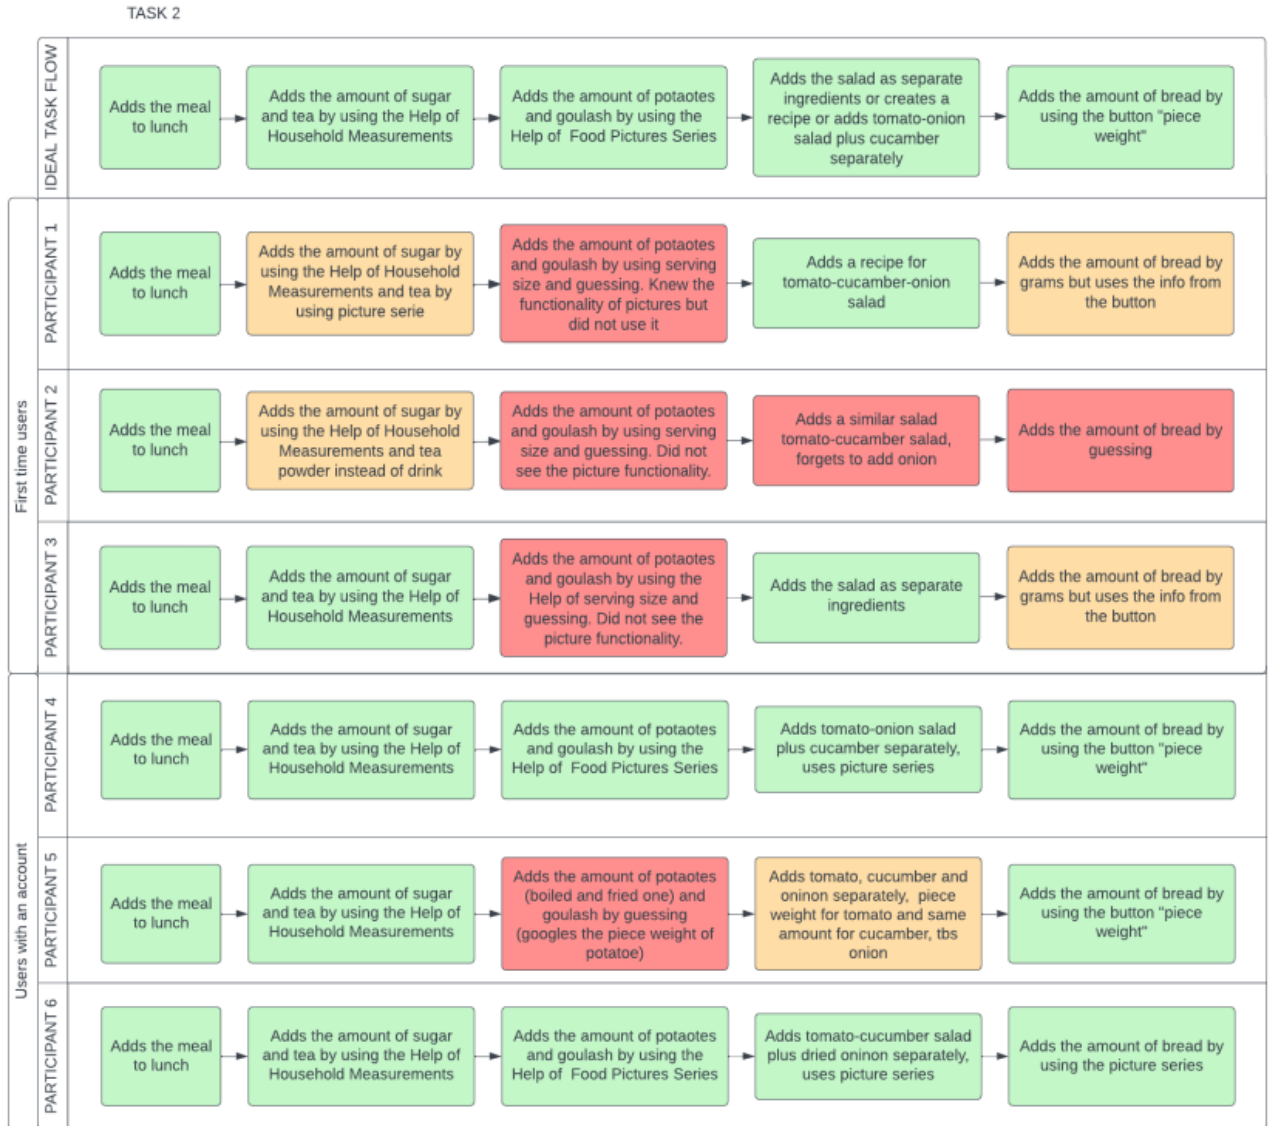 TASK 2
IDEAL TASK FLOW
Adds the meal
to lunch
Adds the amount of sugar
and tea by using the Help of
Household Measurements
Adds the amount of potaotes
and goulash by using the
Help of Food Pictures Series
Adds the salad as separate
ingredients or creates a
recipe or adds tomato-onion
salad plus cucamber
separately
Adds the amount of bread by
using the button "piece
weight"
First time users
PARTICIPANT 1
Adds the meal
to lunch
Adds the amount of sugar by
using the Help of Household
Measurements and tea by
using picture serie
Adds the amount of potaotes
and goulash by using serving
size and guessing. Knew the
functionality of pictures but
did not use it
Adds a recipe for
tomato-cucumber-onion
salad
Adds the amount of bread by
grams but uses the info from
the button
PARTICIPANT 2
Adds the meal
to lunch
Adds the amount of sugar by
using the Help of Household
Measurements and tea
powder instead of drink
Adds the amount of potaotes
and goulash by using serving
size and guessing. Did not
see the picture functionality.
Adds a similar salad
tomato-cucamber salad,
forgets to add onion
Adds the amount of bread by
guessing
PARTICIPANT 3
Adds the meal
to lunch
Adds the amount of sugar
and tea by using the Help of
Household Measurements
Adds the amount of potaotes
and goulash by using the
Help of serving size and
guessing. Did not see the
picture functionality.
Adds the salad as separate
ingredients
Adds the amount of bread by
grams but uses the info from
the button
Users with an account
PARTICIPANT 4
Adds the meal
to lunch
Adds the amount of sugar
and tea by using the Help of
Household Measurements
Adds the amount of potaotes
and goulash by using the
Help of Food Pictures Series
Adds tomato-onion salad
plus cucamber separately,
uses picture series
Adds the amount of bread by
using the button "piece
weight"
PARTICIPANT 5
Adds the meal
to lunch
Adds the amount of sugar
and tea by using the Help of
Household Measurements
Adds the amount of potaotes
(boiled and fried one) and
goulash by guessing
(googles the piece weight of
potatoe)
Adds tomato, cucumber and
oninon separately, piece
weight for tomato and same
amount for cucamber, tbs
onion
Adds the amount of bread by
using the button "piece
weight"
PARTICIPANT 6
Adds the meal
to lunch
Adds the amount of sugar
and tea by using the Help of
Household Measurements
Adds the amount of potaotes
and goulash by using the
Help of Food Pictures Series
Adds tomato-cucumber salad
plus dried oninon separately,
uses picture series
Adds the amount of bread by
using the picture series